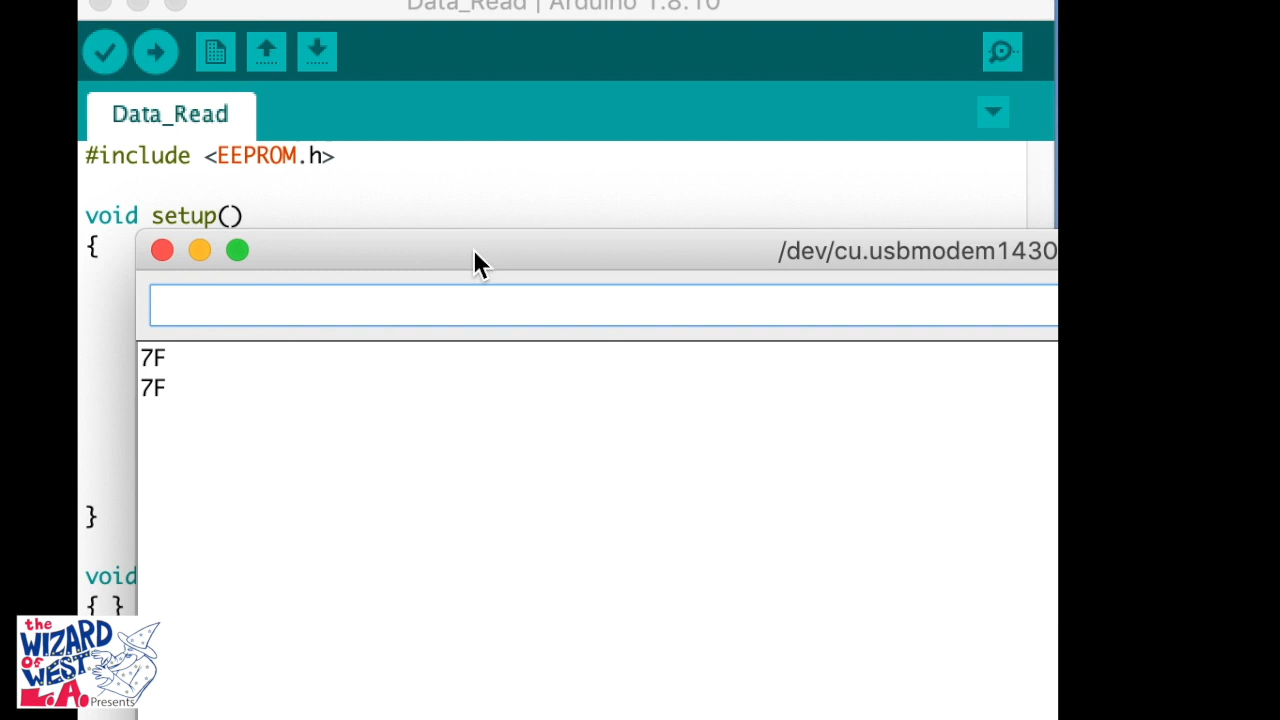 Data_Read | Arduino 1.8.10
Data_Read
#include <EEPROM.h>
void setup()
{
/dev/cu.usbmodem1430
7F
7F
}
void
{ }
the
WIZARD
OF
WEST
L.A.
Presents